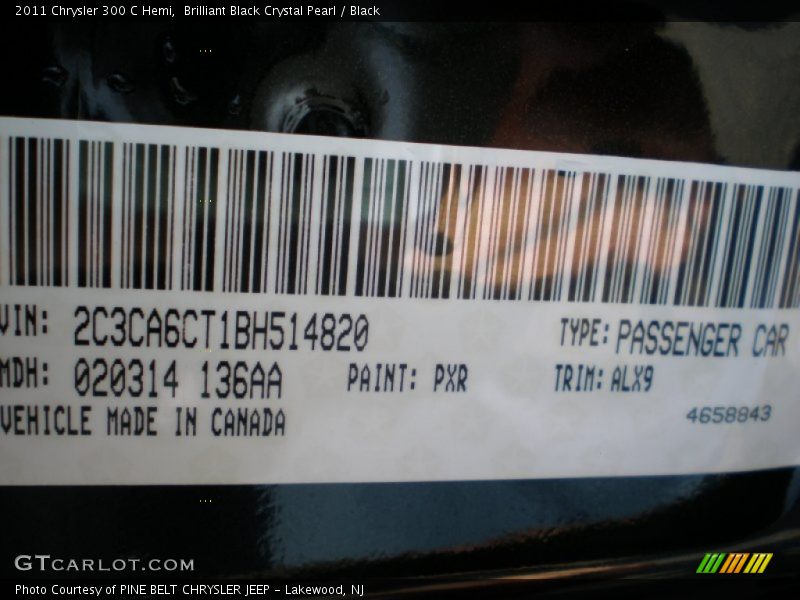 2011 Chrysler 300 C Hemi,  Brilliant Black Crystal Pearl / Black
VIN: 2C3CA6CT1BH514820 TYPE: PASSENGER CAR
MDH: 020314 136AA PAINT: PXR TRIM: ALX9
VEHICLE MADE IN CANADA 4658843
GTCARLOT.COM
Photo Courtesy of PINE BELT CHRYSLER JEEP - Lakewood, NJ